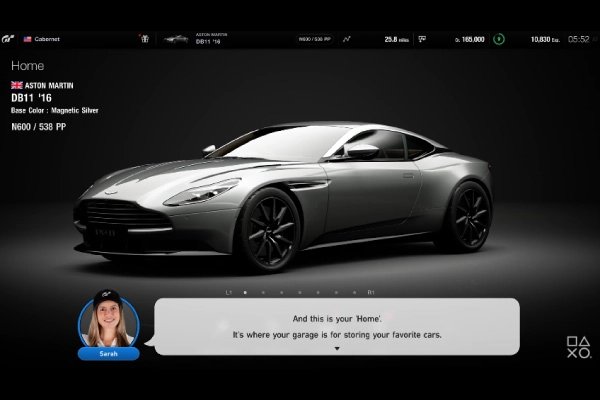 GT Cabernet
ASTON MARTIN
DB11 '16
N600 / 538 PP
25.8 miles
Cr. 165,000
10,830 Exp.
05:52
Home
ASTON MARTIN
DB11 '16
Base Color : Magnetic Silver
N600 / 538 PP
L1
R1
And this is your 'Home'.
It's where your garage is for storing your favorite cars.
Sarah